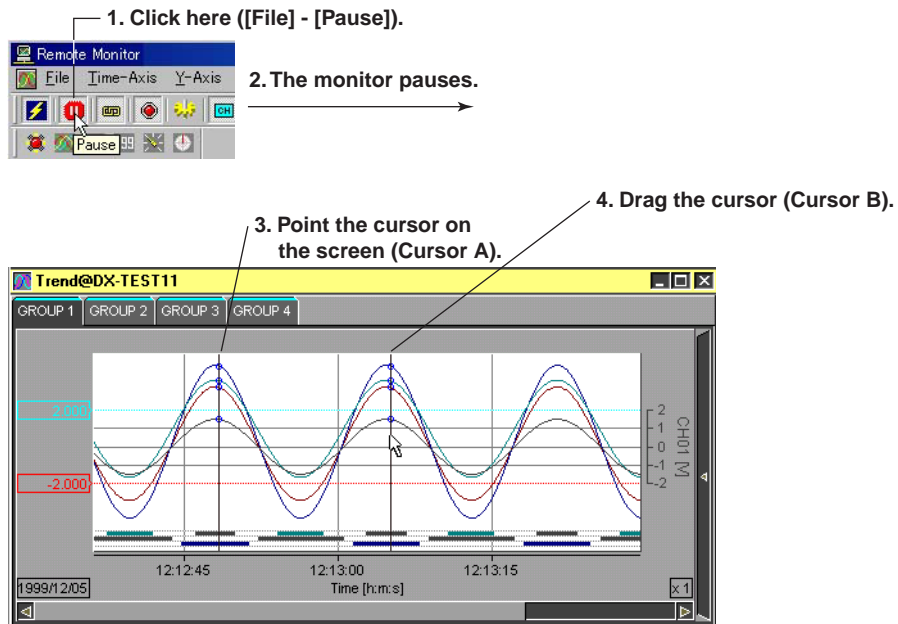 1. Click here ([File] - [Pause]).
Remote Monitor
File Time-Axis Y-Axis
2. The monitor pauses.
CH
Pause
99
3. Point the cursor on
the screen (Cursor A).
4. Drag the cursor (Cursor B).
Trend@DX-TEST11
GROUP 1 GROUP 2 GROUP 3 GROUP 4
2.000
-2.000
2
1
0
-1
-2
CH01 [V]
12:12:45 12:13:00 12:13:15
1999/12/05 Time [h:m:s] x 1